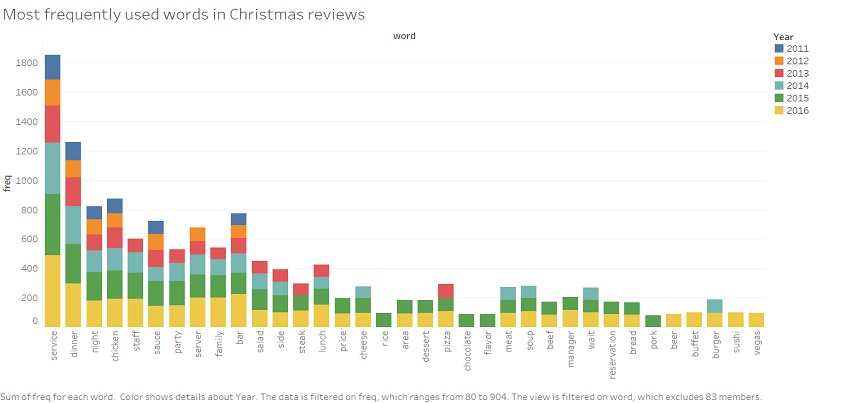 Most frequently used words in Christmas reviews
word
Year
2011
2012
2013
2014
2015
2016
freq
1800
1600
1400
1200
1000
800
600
400
200
0
service
dinner
night
chicken
staff
sauce
party
server
family
bar
salad
side
steak
lunch
price
cheese
rice
area
dessert
pizza
chocolate
flavor
meat
soup
beef
manager
wait
reservation
bread
pork
beer
buffet
burger
sushi
vegas
Sum of freq for each word.  Color shows details about Year. The data is filtered on freq, which ranges from 80 to 904. The view is filtered on word, which excludes 83 members.